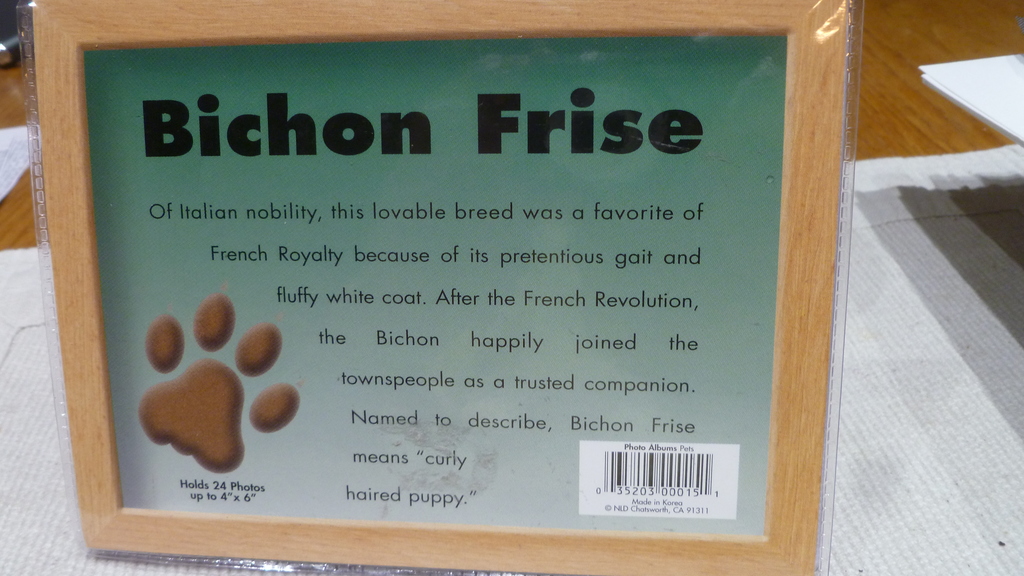 Bichon Frise
Of Italian nobility, this lovable breed was a favorite of
French Royalty because of its pretentious gait and
fluffy white coat. After the French Revolution,
the Bichon happily joined the
townspeople as a trusted companion.
Named to describe, Bichon Frise
means “curly
haired puppy.”
Holds 24 Photos
up to 4”x 6”
Photo Albums Pets
0 35203 00015 1
Made in Korea
© NLD Chatsworth, CA 91311